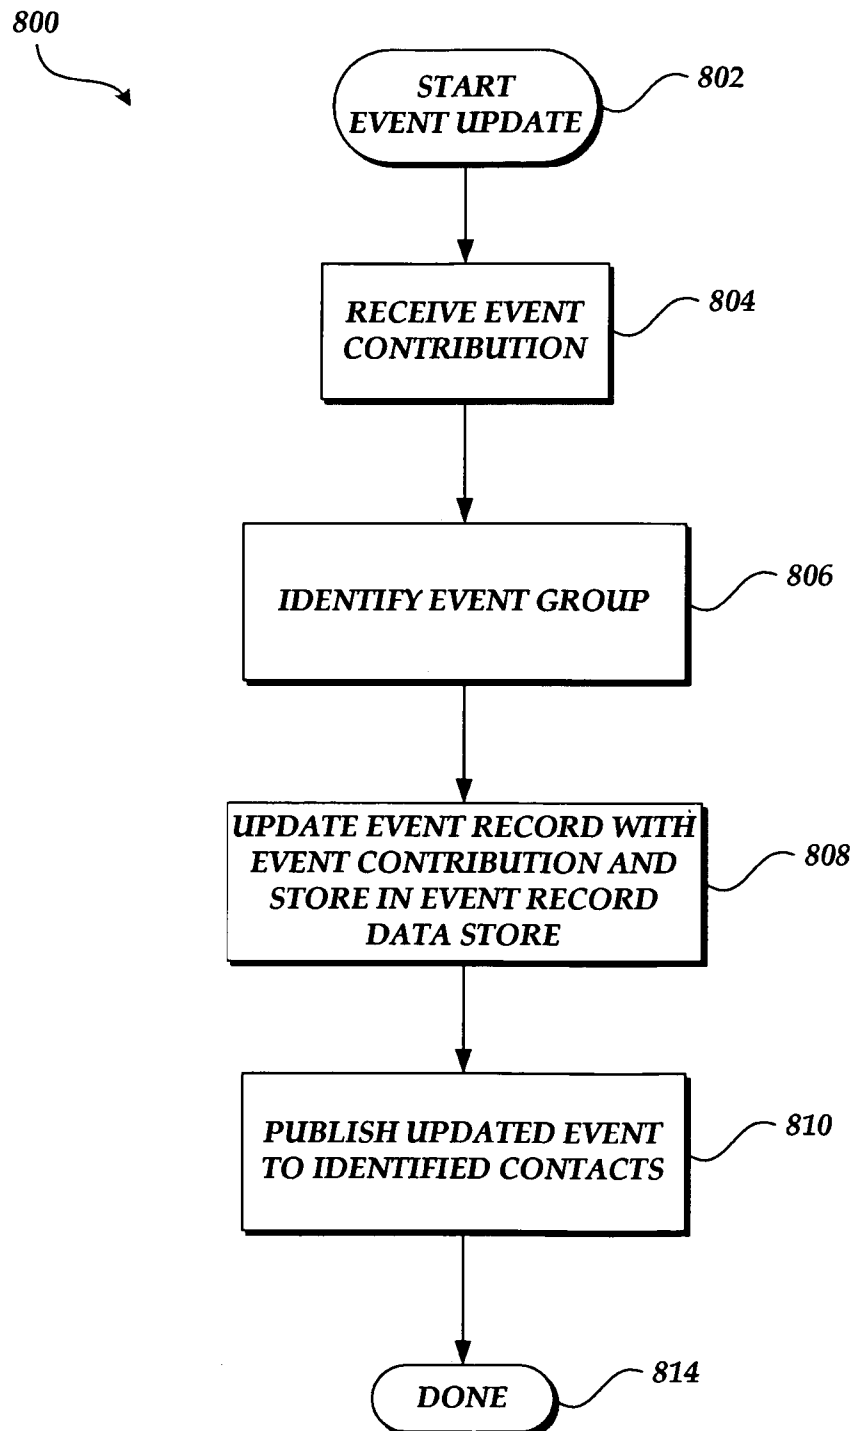 800
START
EVENT UPDATE
802
RECEIVE EVENT
CONTRIBUTION
804
IDENTIFY EVENT GROUP
806
UPDATE EVENT RECORD WITH
EVENT CONTRIBUTION AND
STORE IN EVENT RECORD
DATA STORE
808
PUBLISH UPDATED EVENT
TO IDENTIFIED CONTACTS
810
DONE
814